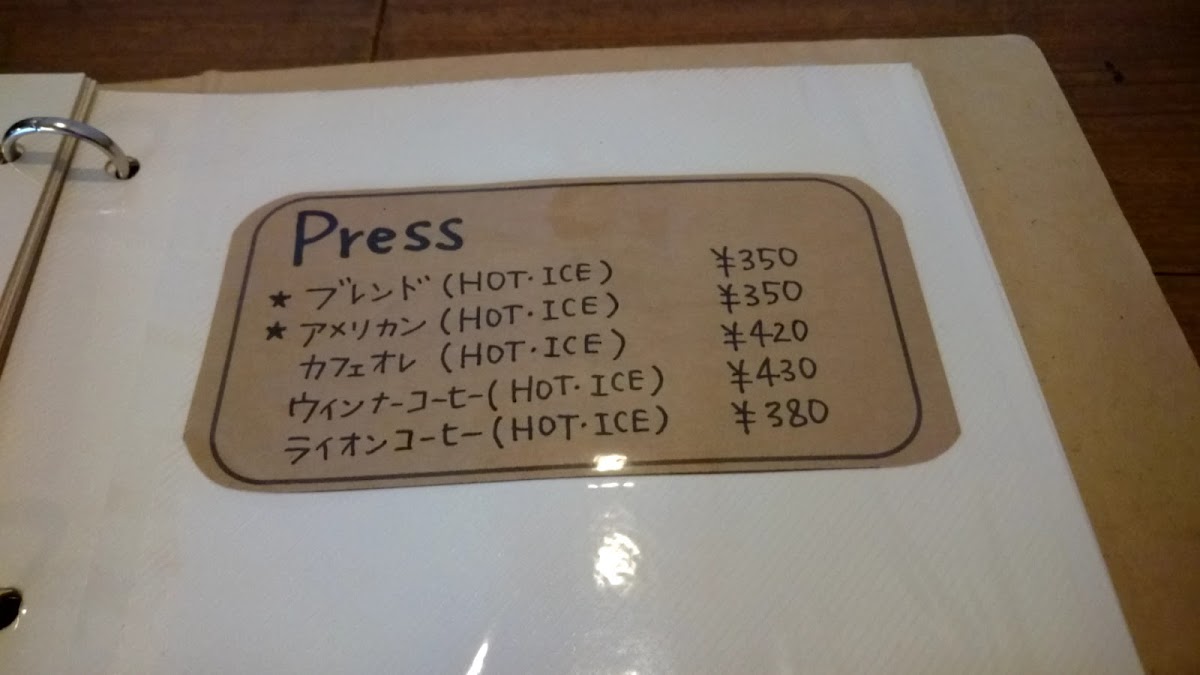 Press
★ ブレンド (HOT・ICE) ¥350
★ アメリカン (HOT・ICE) ¥350
カフェオレ (HOT・ICE) ¥420
ウィンナーコーヒー (HOT・ICE) ¥430
ライオンコーヒー (HOT・ICE) ¥380